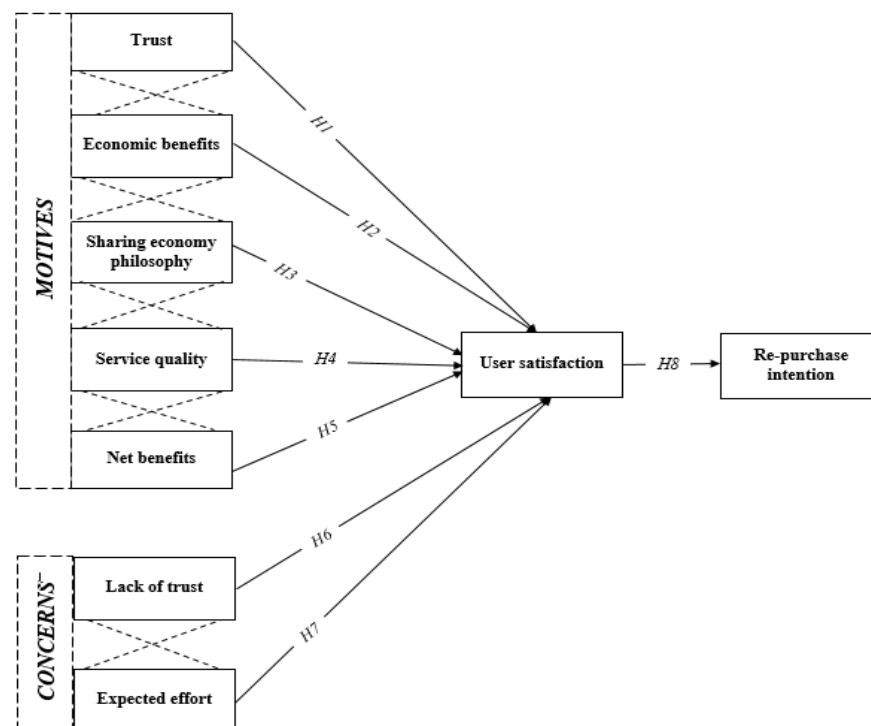 MOTIVES
Trust
Economic benefits
Sharing economy
philosophy
Service quality
Net benefits
H1
H2
H3
H4
H5
User satisfaction
H8
Re-purchase
intention
CONCERNS–
Lack of trust
Expected effort
H6
H7